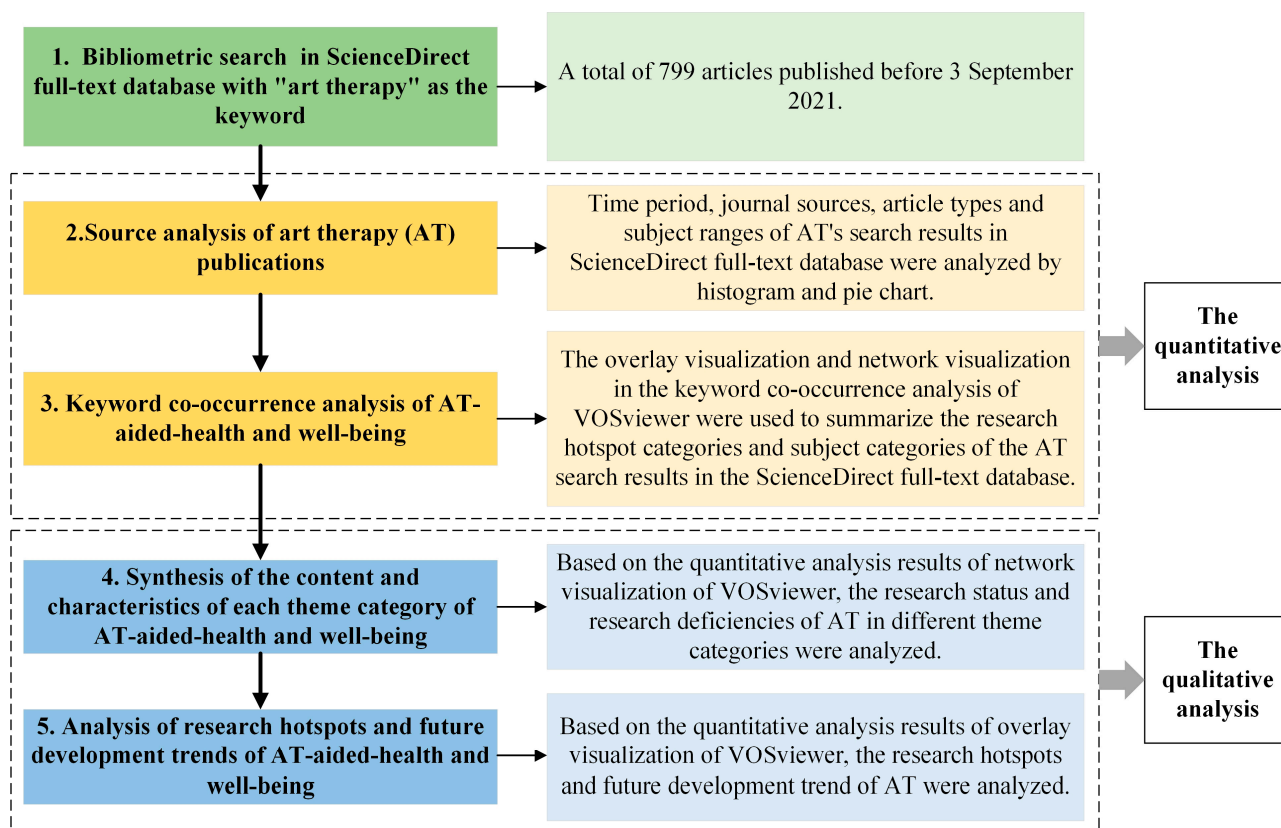 1. Bibliometric search in ScienceDirect
full-text database with "art therapy" as the
keyword
A total of 799 articles published before 3 September
2021.
2.Source analysis of art therapy (AT)
publications
Time period, journal sources, article types and
subject ranges of AT's search results in
ScienceDirect full-text database were analyzed by
histogram and pie chart.
3. Keyword co-occurrence analysis of AT-
aided-health and well-being
The overlay visualization and network visualization
in the keyword co-occurrence analysis of
VOSviewer were used to summarize the research
hotspot categories and subject categories of the AT
search results in the ScienceDirect full-text database.
The
quantitative
analysis
4. Synthesis of the content and
characteristics of each theme category of
AT-aided-health and well-being
Based on the quantitative analysis results of network
visualization of VOSviewer, the research status and
research deficiencies of AT in different theme
categories were analyzed.
5. Analysis of research hotspots and future
development trends of AT-aided-health and
well-being
Based on the quantitative analysis results of overlay
visualization of VOSviewer, the research hotspots
and future development trend of AT were analyzed.
The
qualitative
analysis